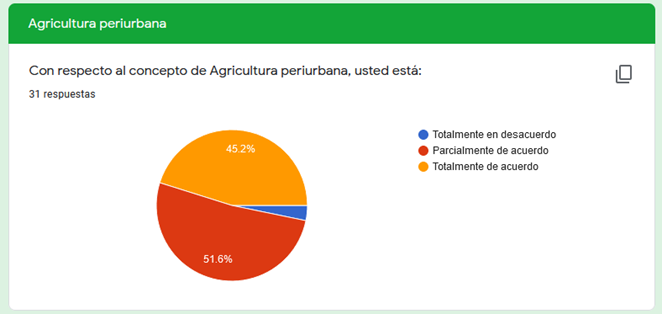 Agricultura periurbana
Con respecto al concepto de Agricultura periurbana, usted está:
31 respuestas
45.2%
51.6%
Totalmente en desacuerdo
Parcialmente de acuerdo
Totalmente de acuerdo